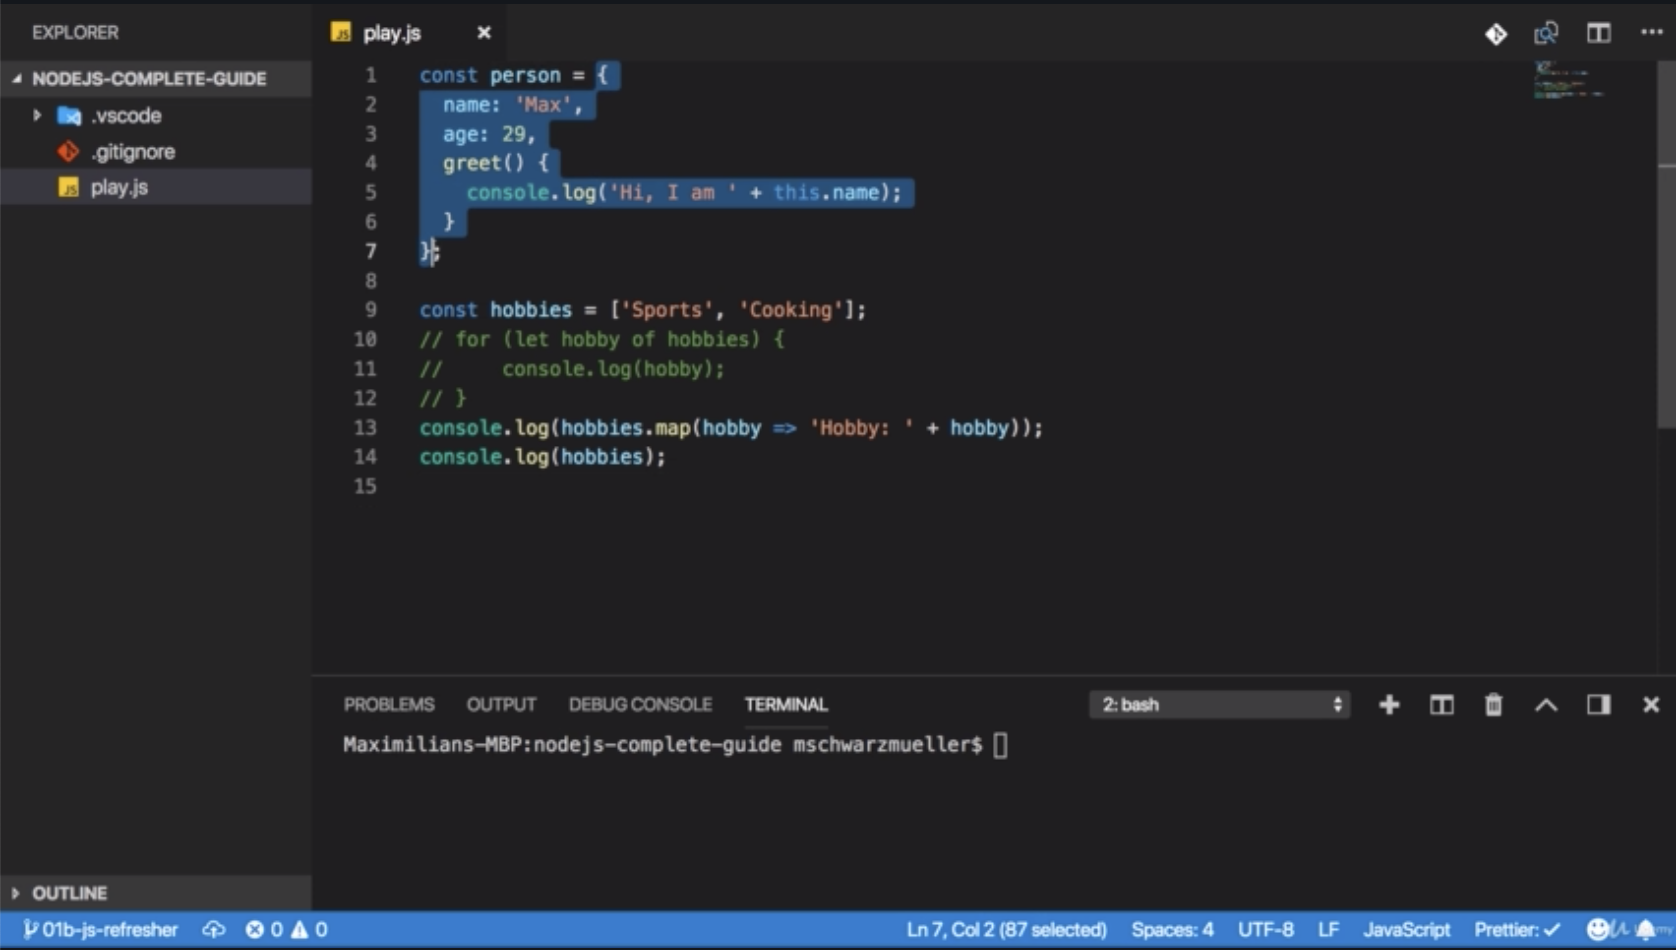 EXPLORER
NODEJS-COMPLETE-GUIDE
.vscode
.gitignore
JS play.js
OUTLINE
JS play.js
1 const person = {
2 name: 'Max',
3 age: 29,
4 greet() {
5 console.log('Hi, I am ' + this.name);
6 }
7 };
8
9 const hobbies = ['Sports', 'Cooking'];
10 // for (let hobby of hobbies) {
11 //     console.log(hobby);
12 // }
13 console.log(hobbies.map(hobby => 'Hobby: ' + hobby));
14 console.log(hobbies);
15
PROBLEMS OUTPUT DEBUG CONSOLE TERMINAL 2: bash
Maximilians-MBP:nodejs-complete-guide mschwarzmueller$
01b-js-refresher 0 0 Ln 7, Col 2 (87 selected) Spaces: 4 UTF-8 LF JavaScript Prettier: ✓